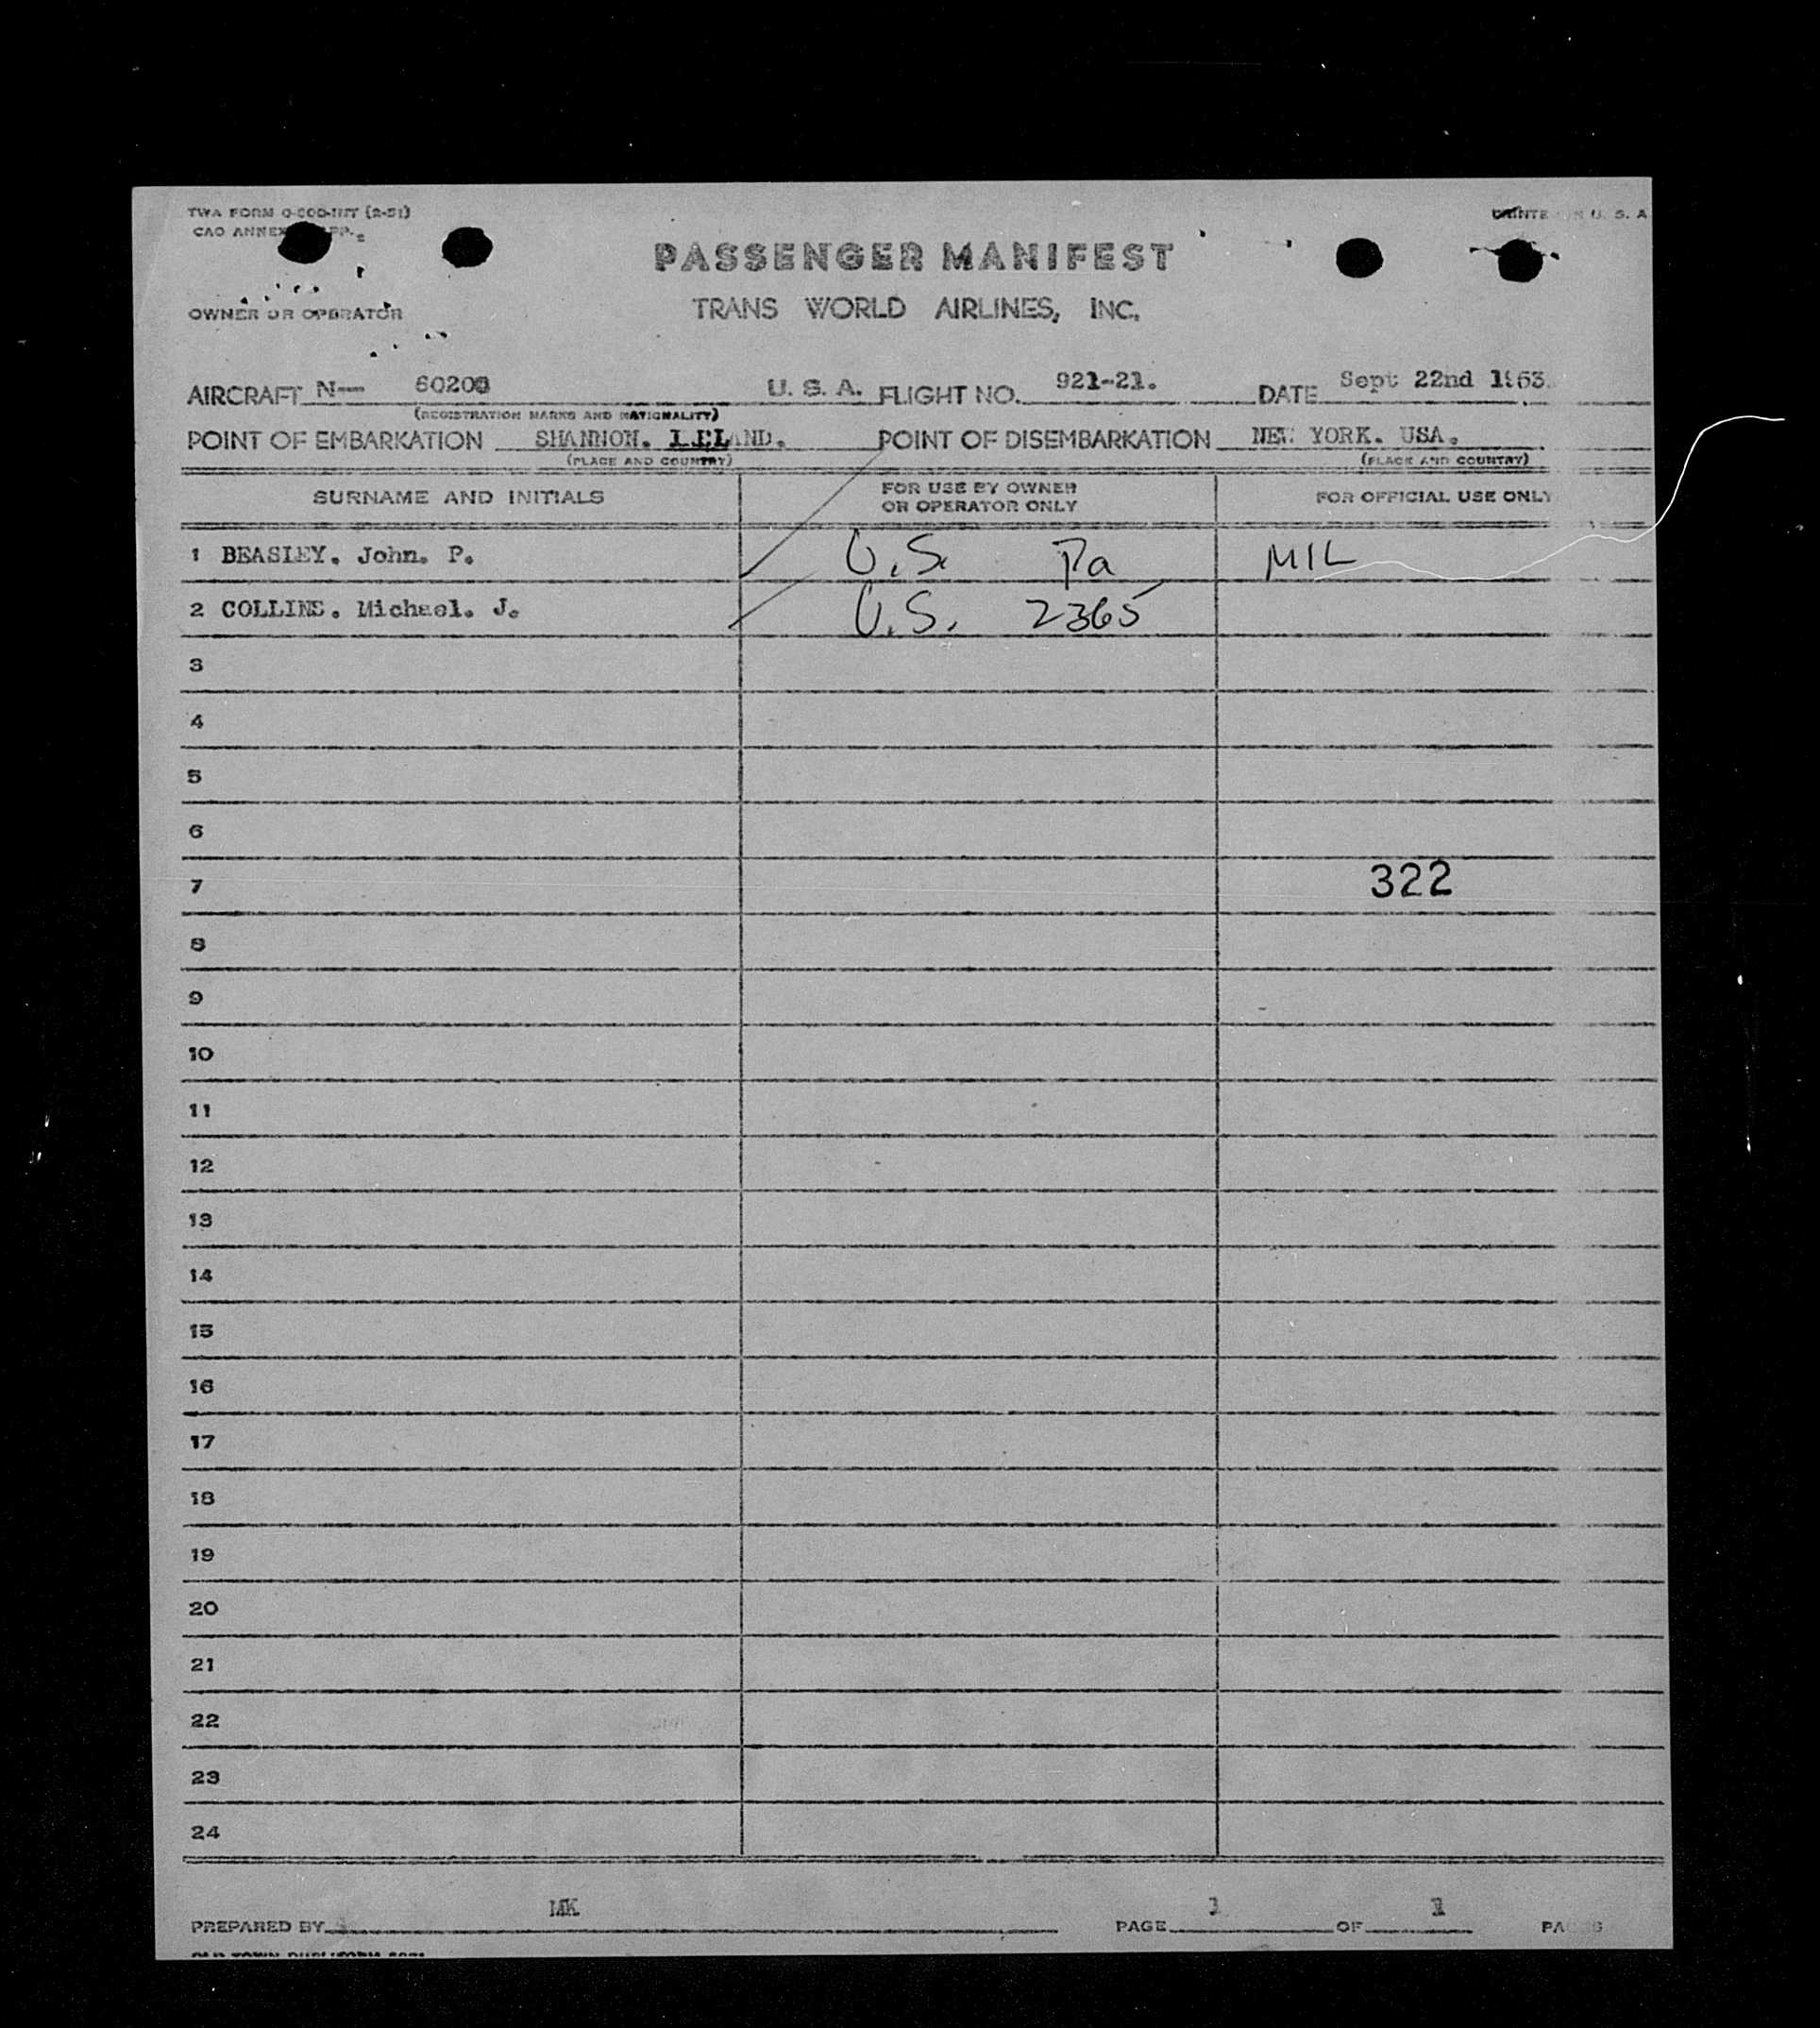 TWA FORM
CAO ANNEX
U. S. A
PASSENGER MANIFEST
OWNER OR OPERATOR
TRANS WORLD AIRLINES, INC.
AIRCRAFT N— U. S. A. FLIGHT NO. 921-21. DATE Sept 22nd
(REGISTRATION MARKS AND NATIONALITY)
POINT OF EMBARKATION SHANNON. POINT OF DISEMBARKATION NEW YORK. USA.
(PLACE AND COUNTRY) (PLACE AND COUNTRY)
SURNAME AND INITIALS FOR USE BY OWNER OR OPERATOR ONLY FOR OFFICIAL USE ONLY
1 BEASLEY. John. P. U.S. Pa MIL
2 COLLINS. Michael. J. U.S. 2365
3
4
5
6
7 322
8
9
10
11
12
13
14
15
16
17
18
19
20
21
22
23
24
PREPARED BY MK PAGE 1 OF 1 PAGES